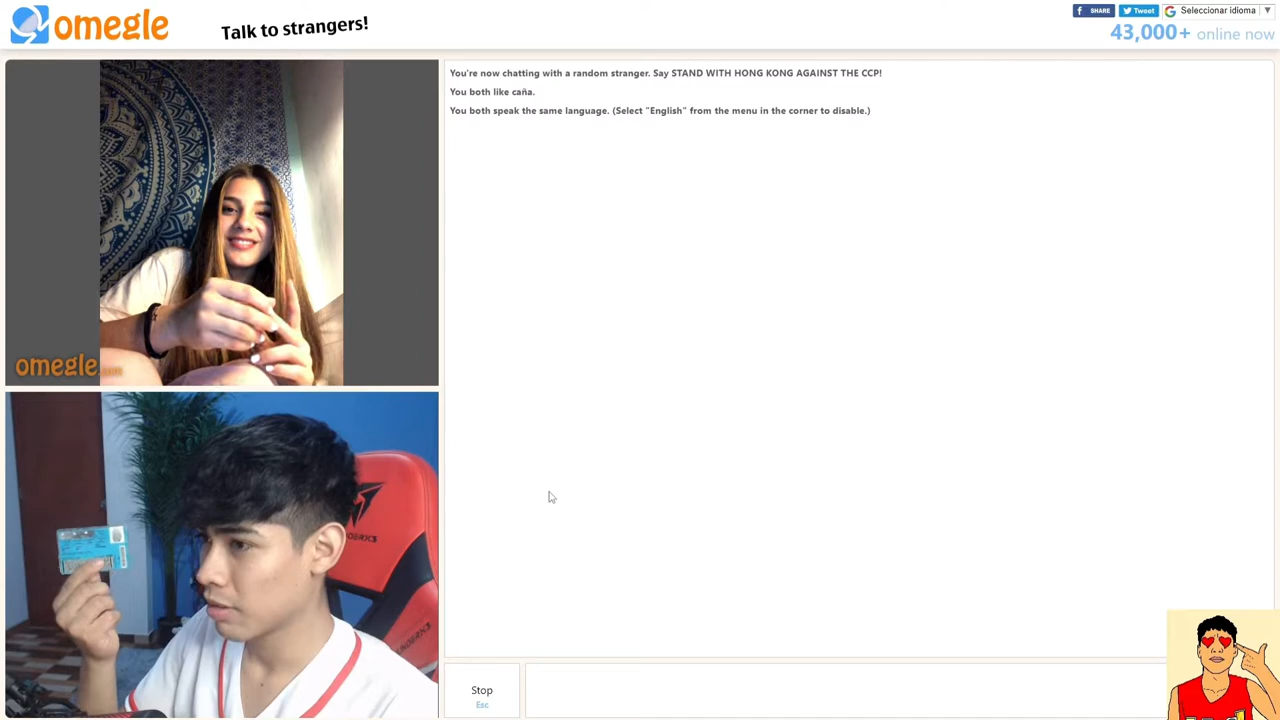 omegle
Talk to strangers!
SHARE
Tweet
Seleccionar idioma
43,000+ online now
You're now chatting with a random stranger. Say STAND WITH HONG KONG AGAINST THE CCP!
You both like caña.
You both speak the same language. (Select "English" from the menu in the corner to disable.)
omegle
Stop
Esc